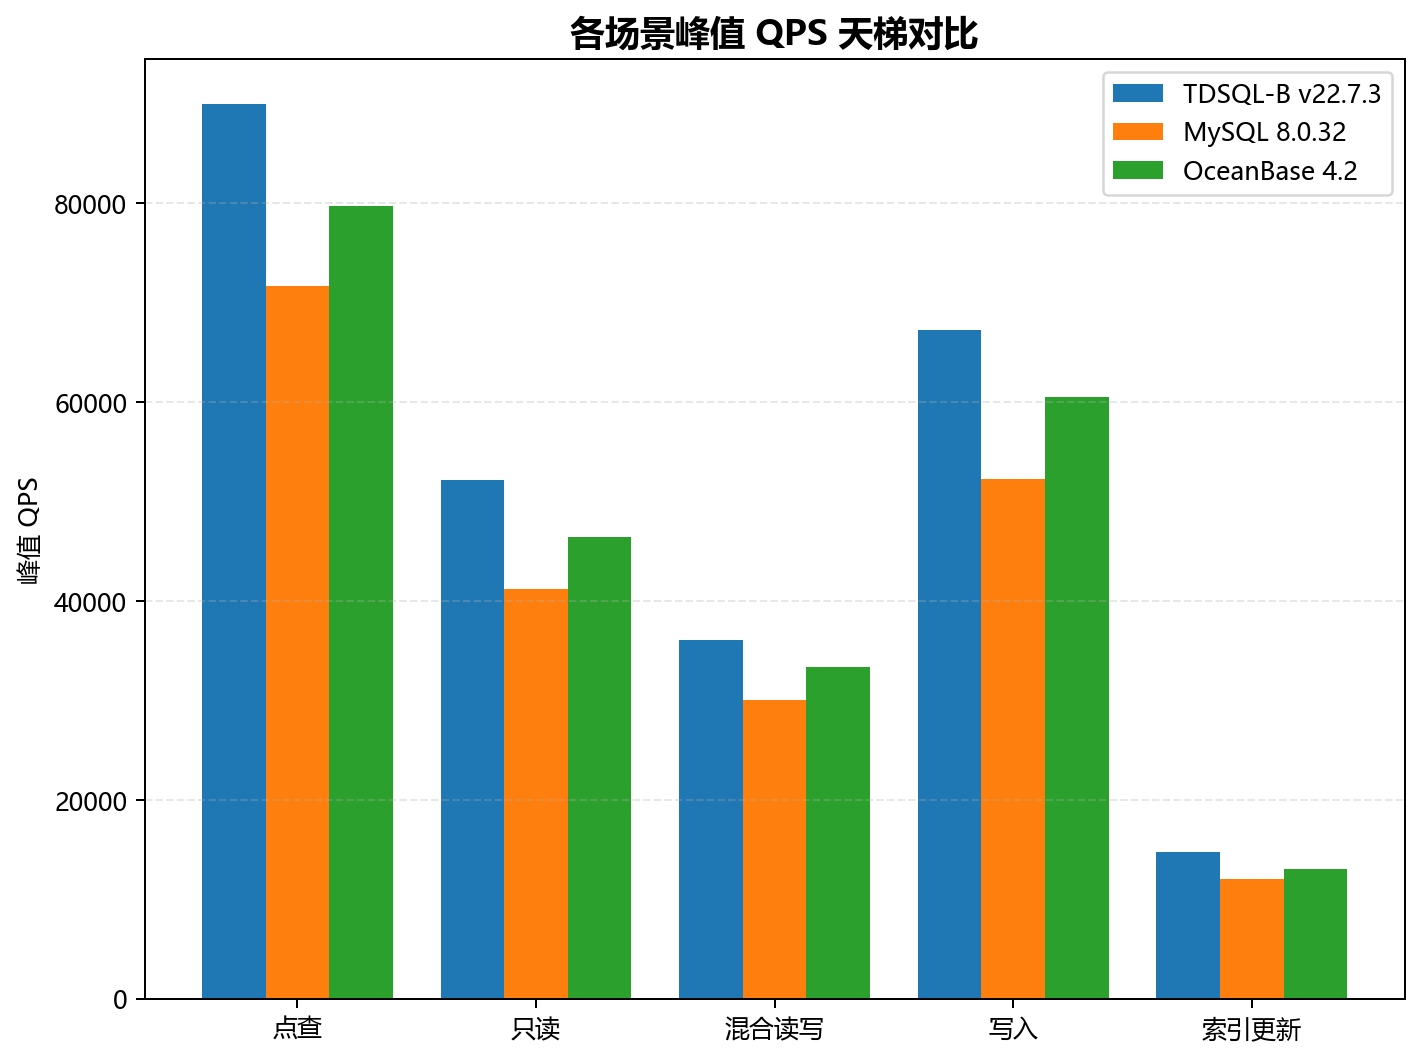 各场景峰值 QPS 天梯对比
TDSQL-B v22.7.3
MySQL 8.0.32
OceanBase 4.2
峰值 QPS
80000
60000
40000
20000
0
点查
只读
混合读写
写入
索引更新